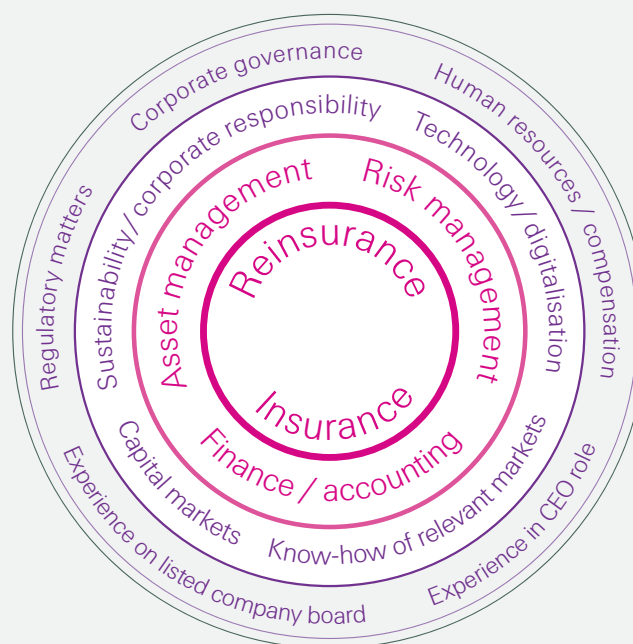 Corporate governance
Human resources / compensation
Regulatory matters
Experience on listed company board
Experience in CEO role
Sustainability / corporate responsibility
Technology / digitalisation
Capital markets
Know-how of relevant markets
Asset management
Risk management
Finance / accounting
Reinsurance
Insurance